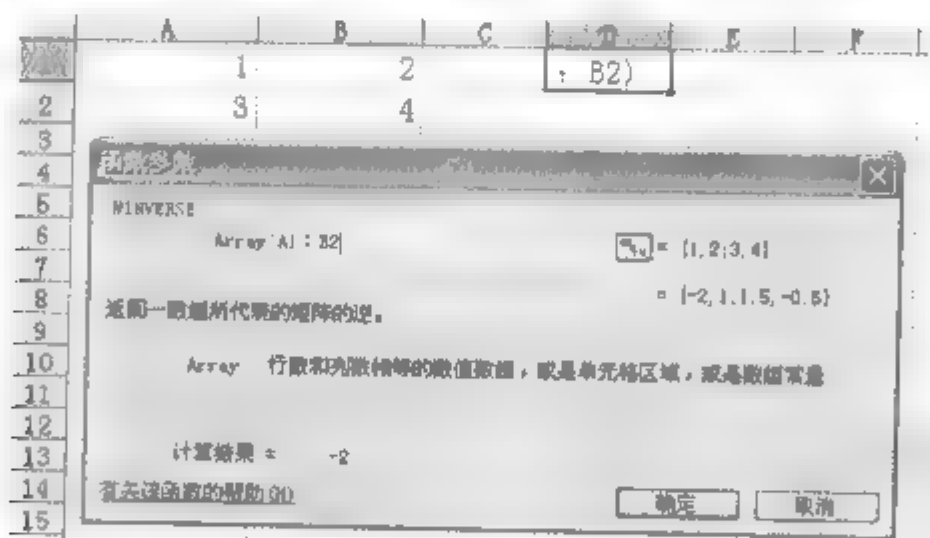 A B C D E F
1 2 : B2)
2 3 4
3
函数参数
4
5
MINVERSE
6
Array A1:B2 = {1,2;3,4}
7
8
= {-2,1.1.5,-0.5}
返回一数组所代表的矩阵的逆。
9
10
Array 行数和列数相等的数值数组，或是单元格区域，或是数组常量
11
12
13
计算结果 = -2
14
有关该函数的帮助(H)
确定 取消
15